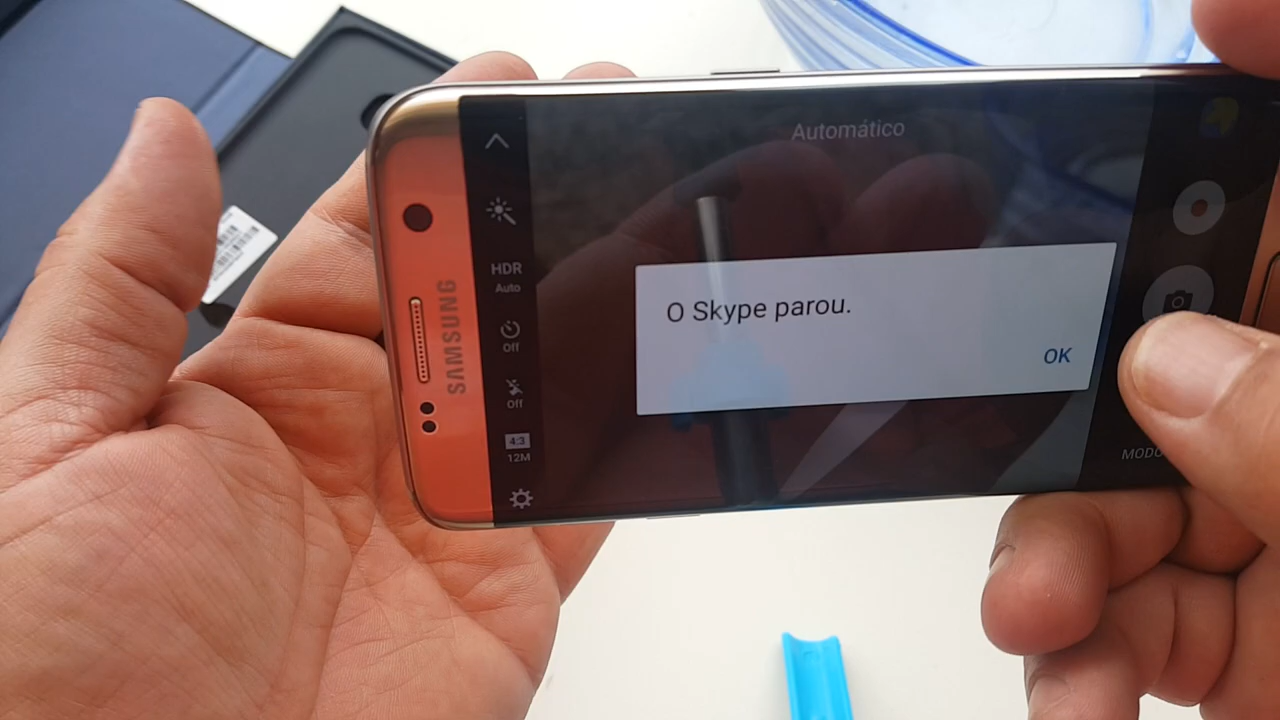 Automático
HDR
Auto
Off
Off
4:3
12M
SAMSUNG
O Skype parou.
OK